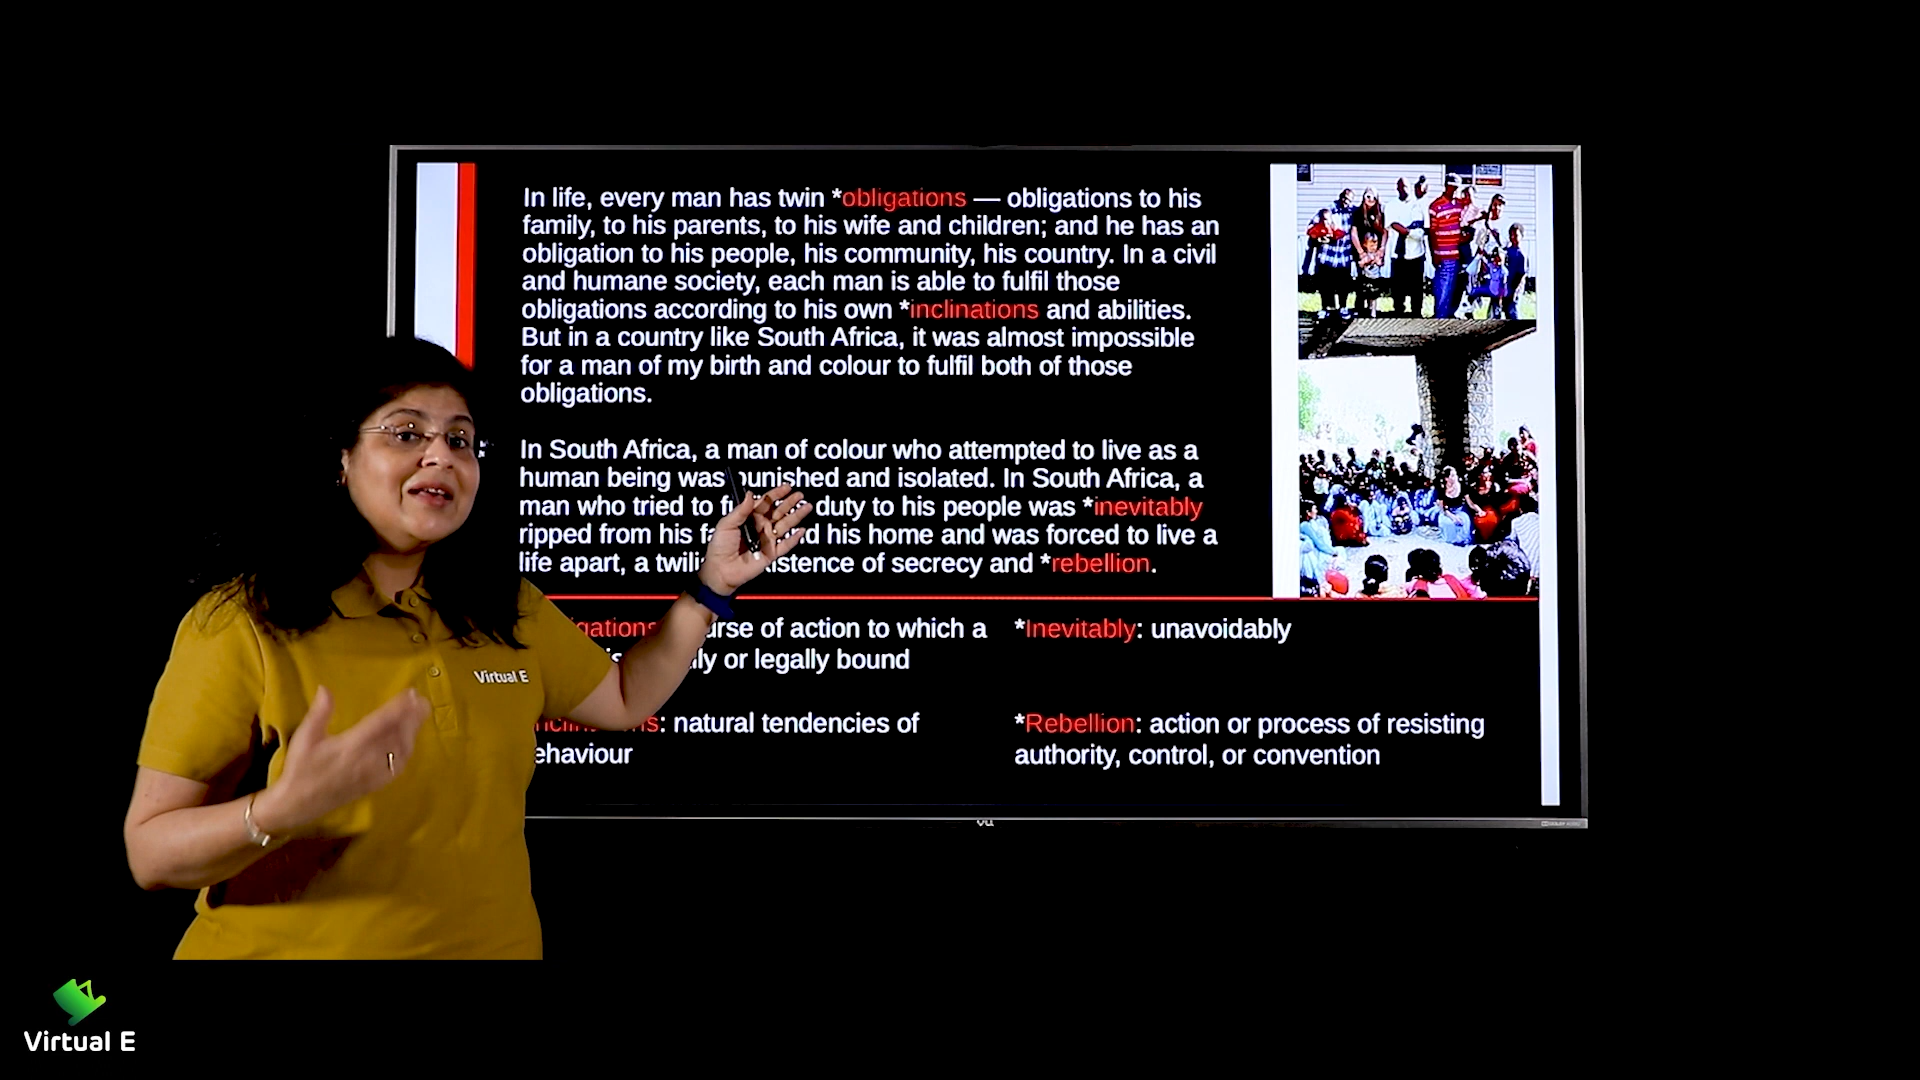 In life, every man has twin *obligations — obligations to his
family, to his parents, to his wife and children; and he has an
obligation to his people, his community, his country. In a civil
and humane society, each man is able to fulfil those
obligations according to his own *inclinations and abilities.
But in a country like South Africa, it was almost impossible
for a man of my birth and colour to fulfil both of those
obligations.
In South Africa, a man of colour who attempted to live as a
human being was punished and isolated. In South Africa, a
man who tried to duty to his people was *inevitably
ripped from his and his home and was forced to live a
life apart, a existence of secrecy and *rebellion.
of action to which a
or legally bound
*Inevitably: unavoidably
: natural tendencies of
*Rebellion: action or process of resisting
authority, control, or convention
Virtual E
Virtual E